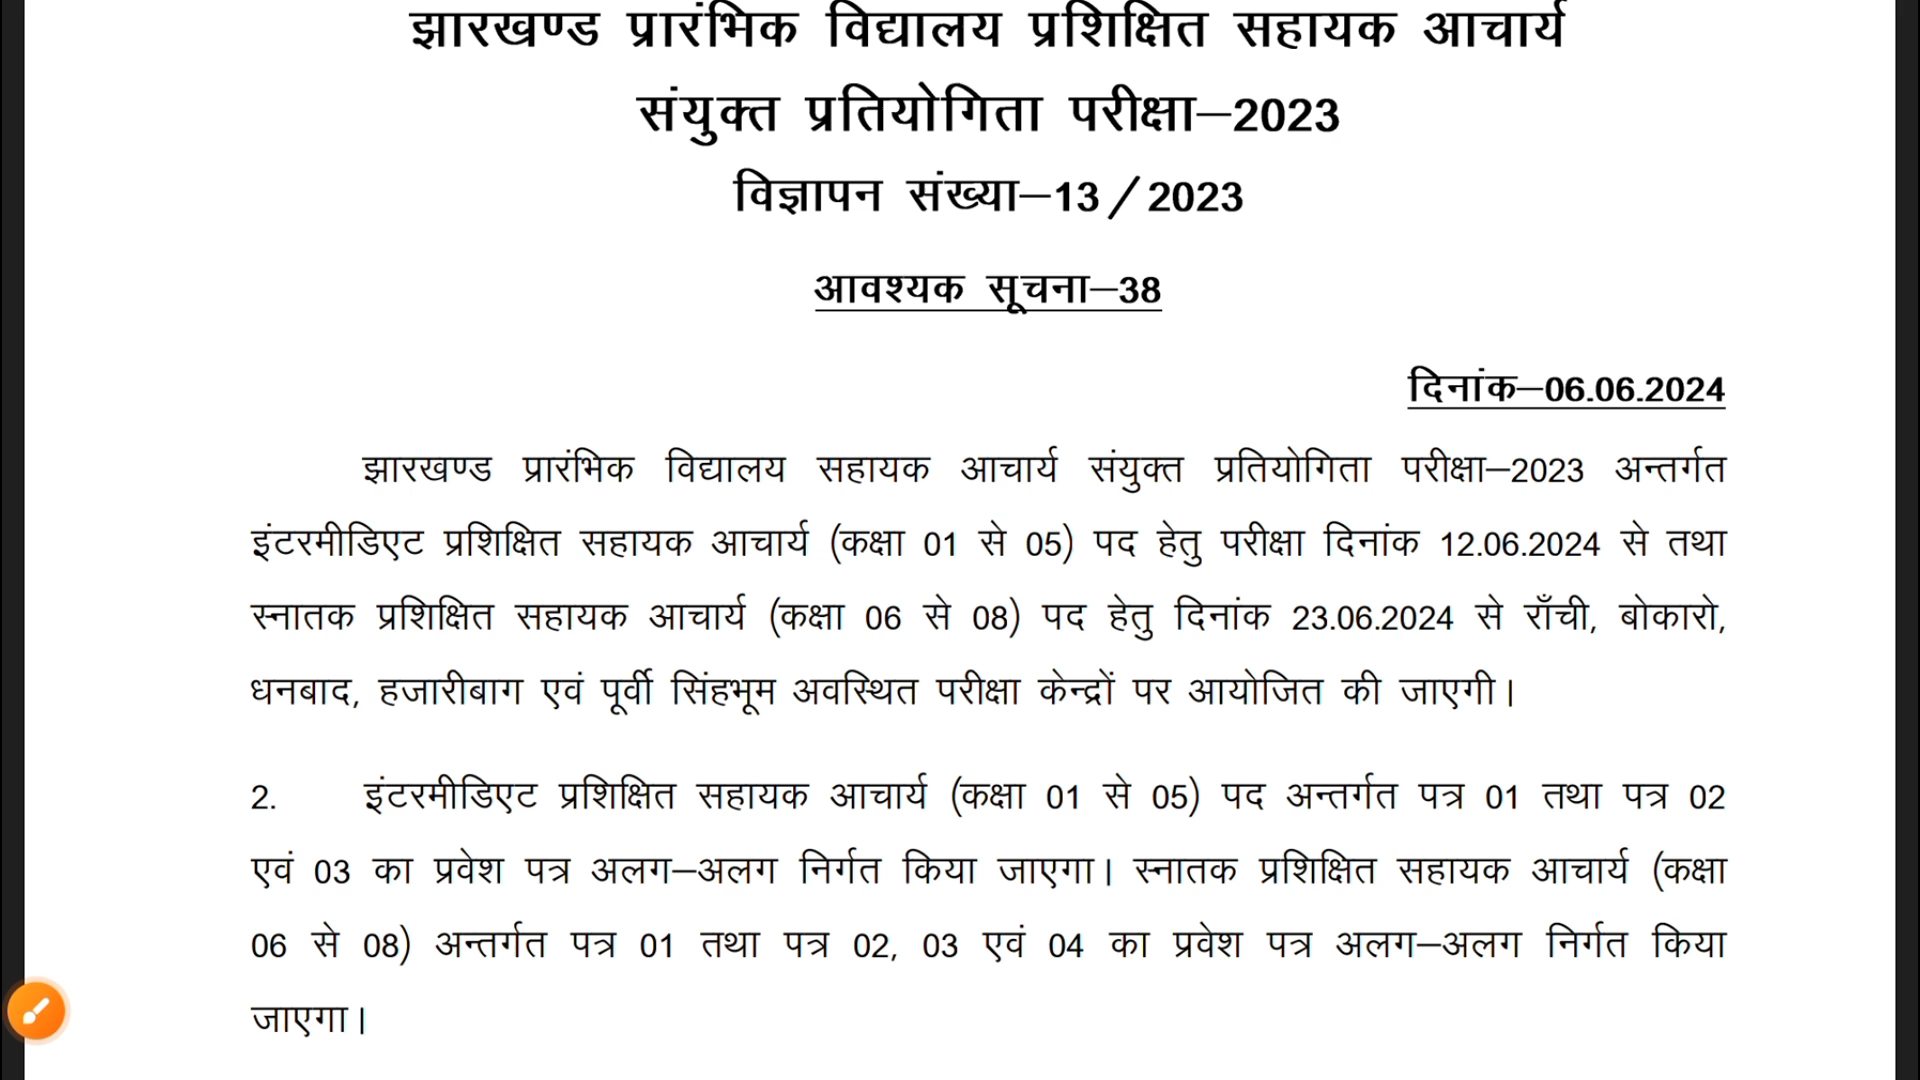 झारखण्ड प्रारंभिक विद्यालय प्रशिक्षित सहायक आचार्य
संयुक्त प्रतियोगिता परीक्षा–2023
विज्ञापन संख्या–13/2023
आवश्यक सूचना–38
दिनांक–06.06.2024
झारखण्ड प्रारंभिक विद्यालय सहायक आचार्य संयुक्त प्रतियोगिता परीक्षा–2023 अन्तर्गत
इंटरमीडिएट प्रशिक्षित सहायक आचार्य (कक्षा 01 से 05) पद हेतु परीक्षा दिनांक 12.06.2024 से तथा
स्नातक प्रशिक्षित सहायक आचार्य (कक्षा 06 से 08) पद हेतु दिनांक 23.06.2024 से राँची, बोकारो,
धनबाद, हजारीबाग एवं पूर्वी सिंहभूम अवस्थित परीक्षा केन्द्रों पर आयोजित की जाएगी।
2. इंटरमीडिएट प्रशिक्षित सहायक आचार्य (कक्षा 01 से 05) पद अन्तर्गत पत्र 01 तथा पत्र 02
एवं 03 का प्रवेश पत्र अलग–अलग निर्गत किया जाएगा। स्नातक प्रशिक्षित सहायक आचार्य (कक्षा
06 से 08) अन्तर्गत पत्र 01 तथा पत्र 02, 03 एवं 04 का प्रवेश पत्र अलग–अलग निर्गत किया
जाएगा।